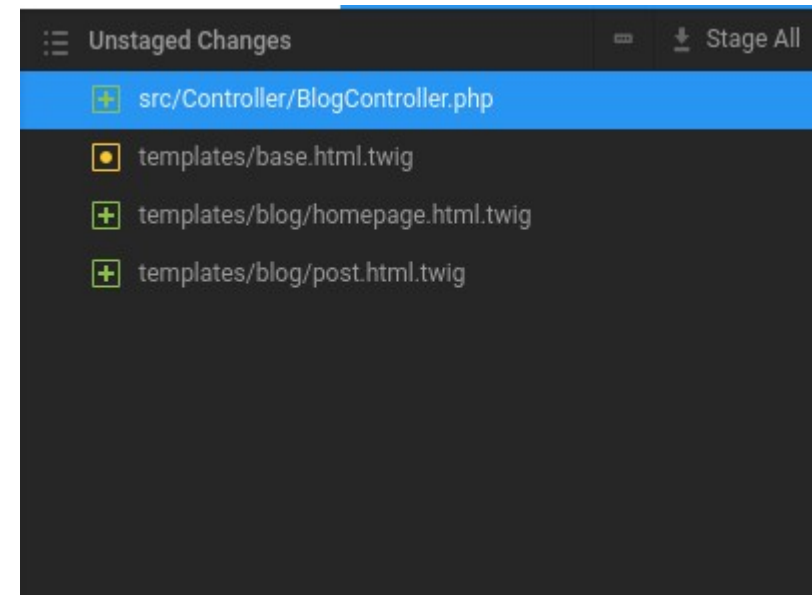 Unstaged Changes
Stage All
src/Controller/BlogController.php
templates/base.html.twig
templates/blog/homepage.html.twig
templates/blog/post.html.twig